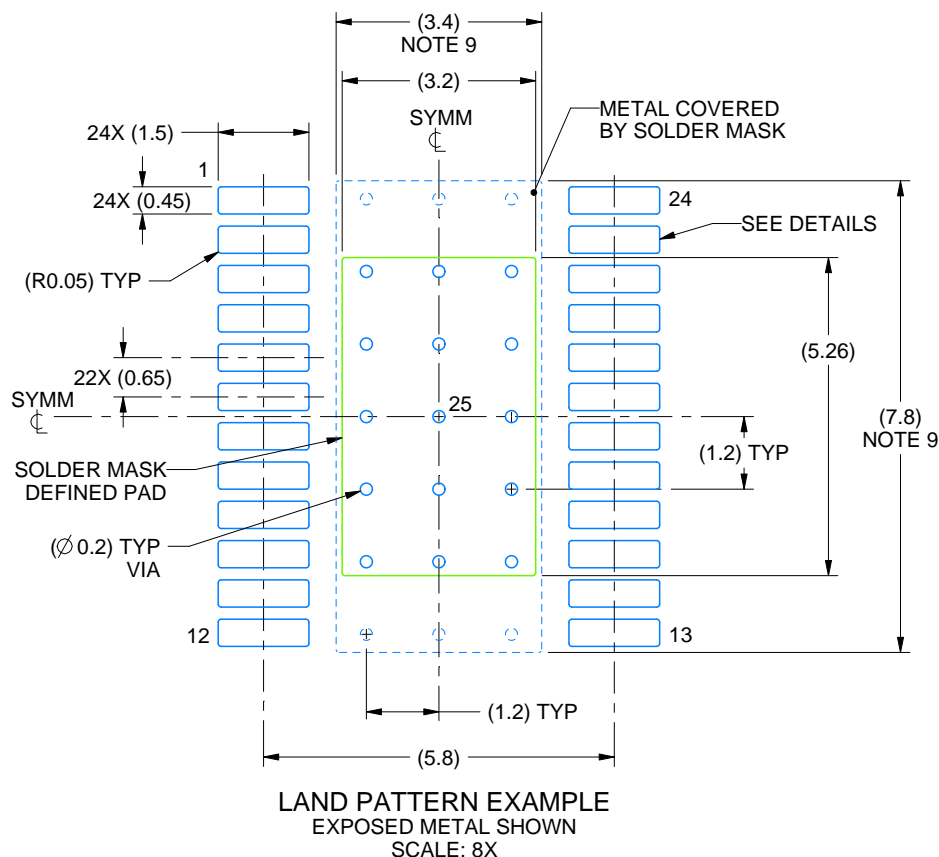 (3.4)
NOTE 9
(3.2)
SYMM
℄
METAL COVERED
BY SOLDER MASK
24X (1.5)
1
24X (0.45)
24
SEE DETAILS
(R0.05) TYP
(5.26)
22X (0.65)
SYMM
℄
25
(7.8)
NOTE 9
(1.2) TYP
SOLDER MASK
DEFINED PAD
(∅ 0.2) TYP
VIA
12
13
(1.2) TYP
(5.8)
LAND PATTERN EXAMPLE
EXPOSED METAL SHOWN
SCALE: 8X